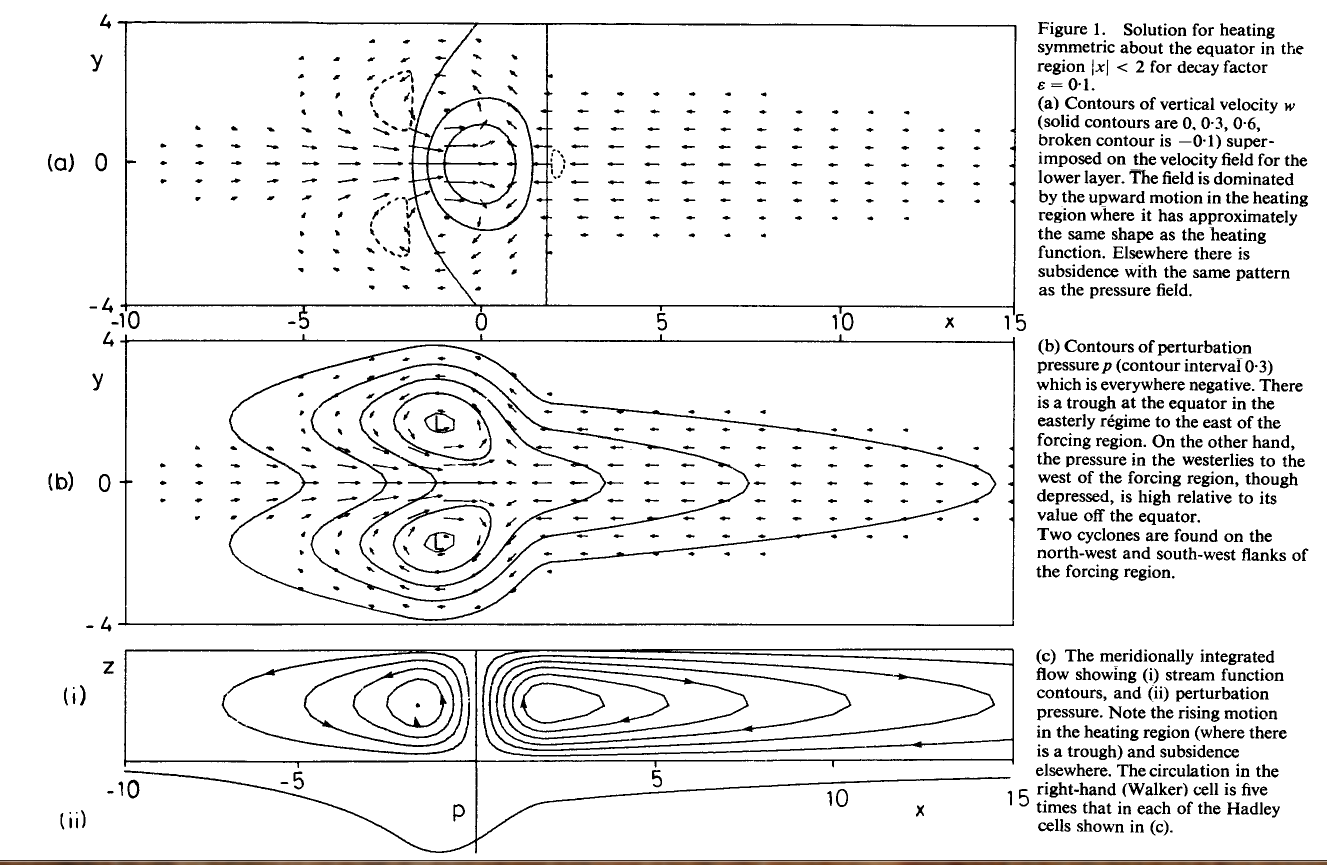 4
y
(a) 0
-4
-10
-5
0
5
10
x
15
Figure 1. Solution for heating
symmetric about the equator in the
region |x| < 2 for decay factor
ε = 0·1.
(a) Contours of vertical velocity w
(solid contours are 0, 0·3, 0·6,
broken contour is −0·1) super-
imposed on the velocity field for the
lower layer. The field is dominated
by the upward motion in the heating
region where it has approximately
the same shape as the heating
function. Elsewhere there is
subsidence with the same pattern
as the pressure field.
4
y
(b) 0
-4
L
L
(b) Contours of perturbation
pressure p (contour interval 0·3)
which is everywhere negative. There
is a trough at the equator in the
easterly régime to the east of the
forcing region. On the other hand,
the pressure in the westerlies to the
west of the forcing region, though
depressed, is high relative to its
value off the equator.
Two cyclones are found on the
north-west and south-west flanks of
the forcing region.
z
(i)
-10
-5
5
10
x
15
p
(ii)
(c) The meridionally integrated
flow showing (i) stream function
contours, and (ii) perturbation
pressure. Note the rising motion
in the heating region (where there
is a trough) and subsidence
elsewhere. The circulation in the
right-hand (Walker) cell is five
times that in each of the Hadley
cells shown in (c).